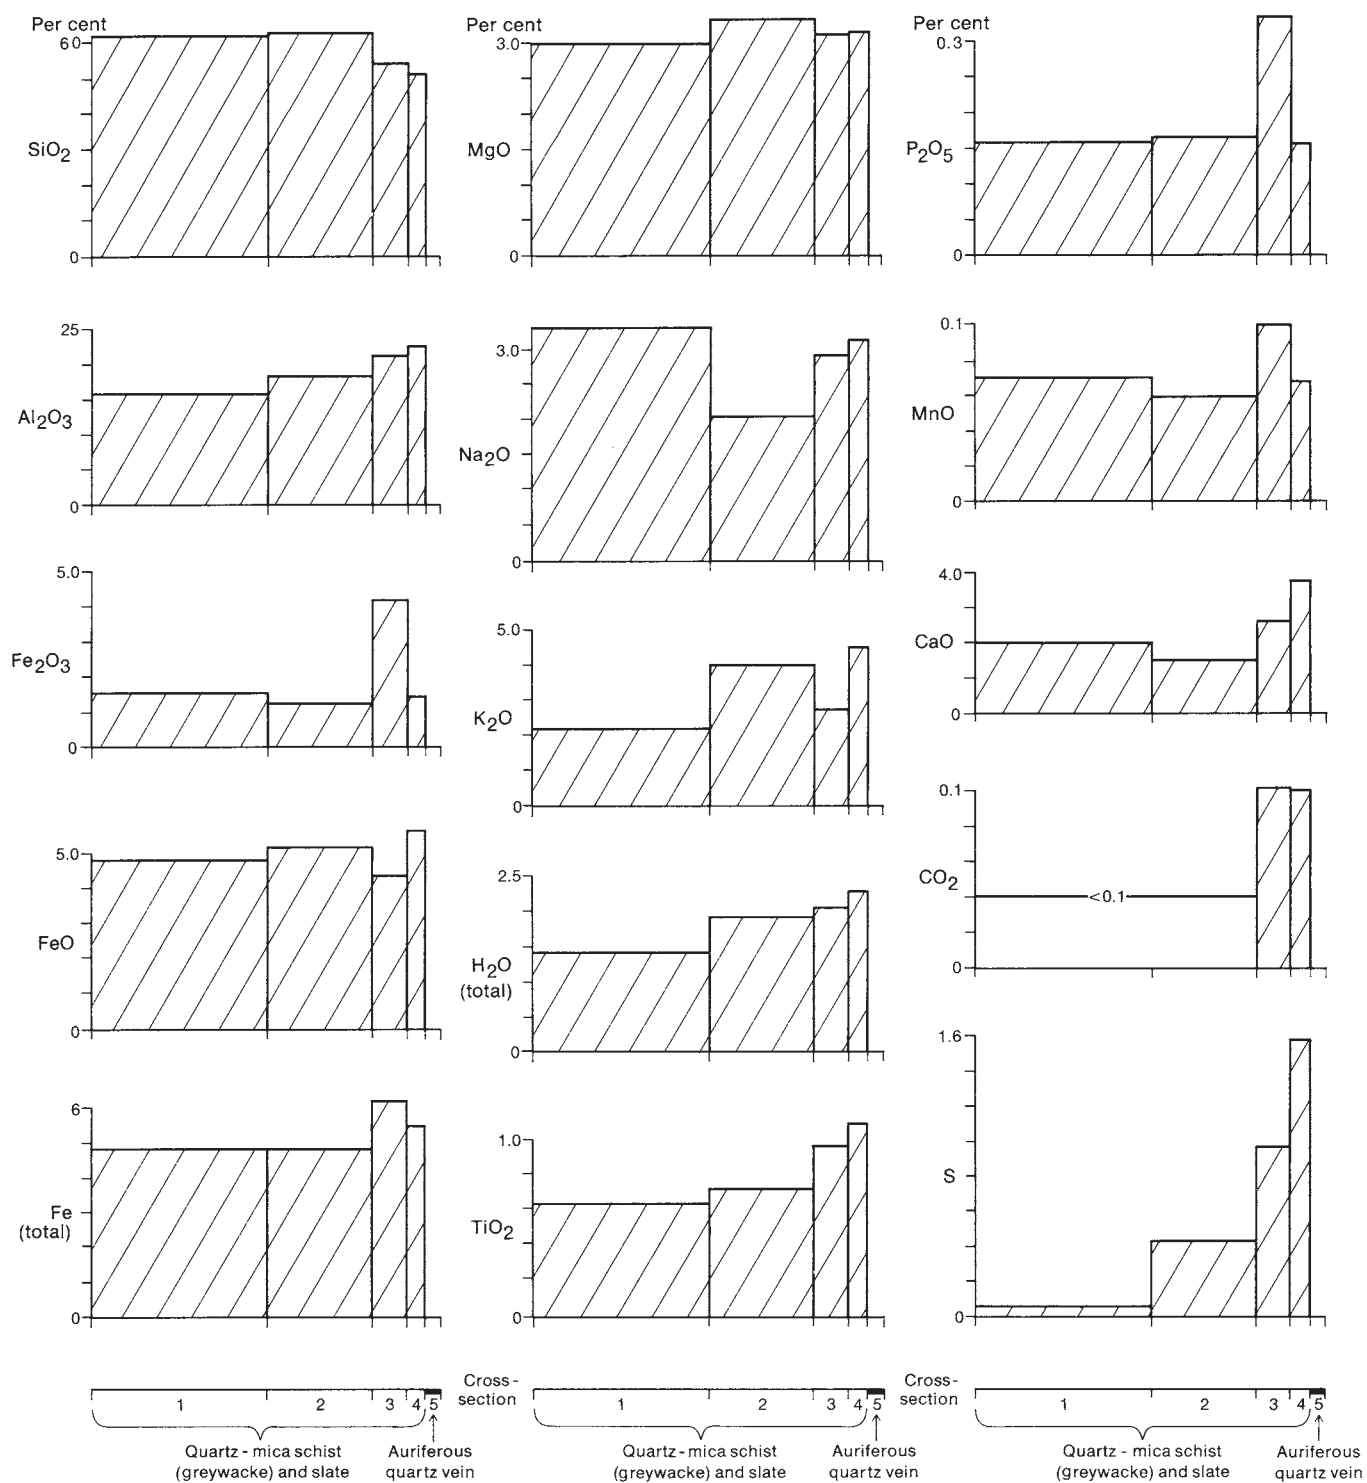 Per cent
60
SiO2
0
25
Al2O3
0
5.0
Fe2O3
0
5.0
FeO
0
6
Fe
(total)
0
Per cent
3.0
MgO
0
3.0
Na2O
0
5.0
K2O
0
2.5
H2O
(total)
0
1.0
TiO2
0
Per cent
0.3
P2O5
0
0.1
MnO
0
4.0
CaO
0
0.1
CO2
<0.1
0
1.6
S
0
1 2 3 4 5
Quartz - mica schist
(greywacke) and slate
Auriferous
quartz vein
Cross-
section
1 2 3 4 5
Quartz - mica schist
(greywacke) and slate
Auriferous
quartz vein
Cross-
section
1 2 3 4 5
Quartz - mica schist
(greywacke) and slate
Auriferous
quartz vein